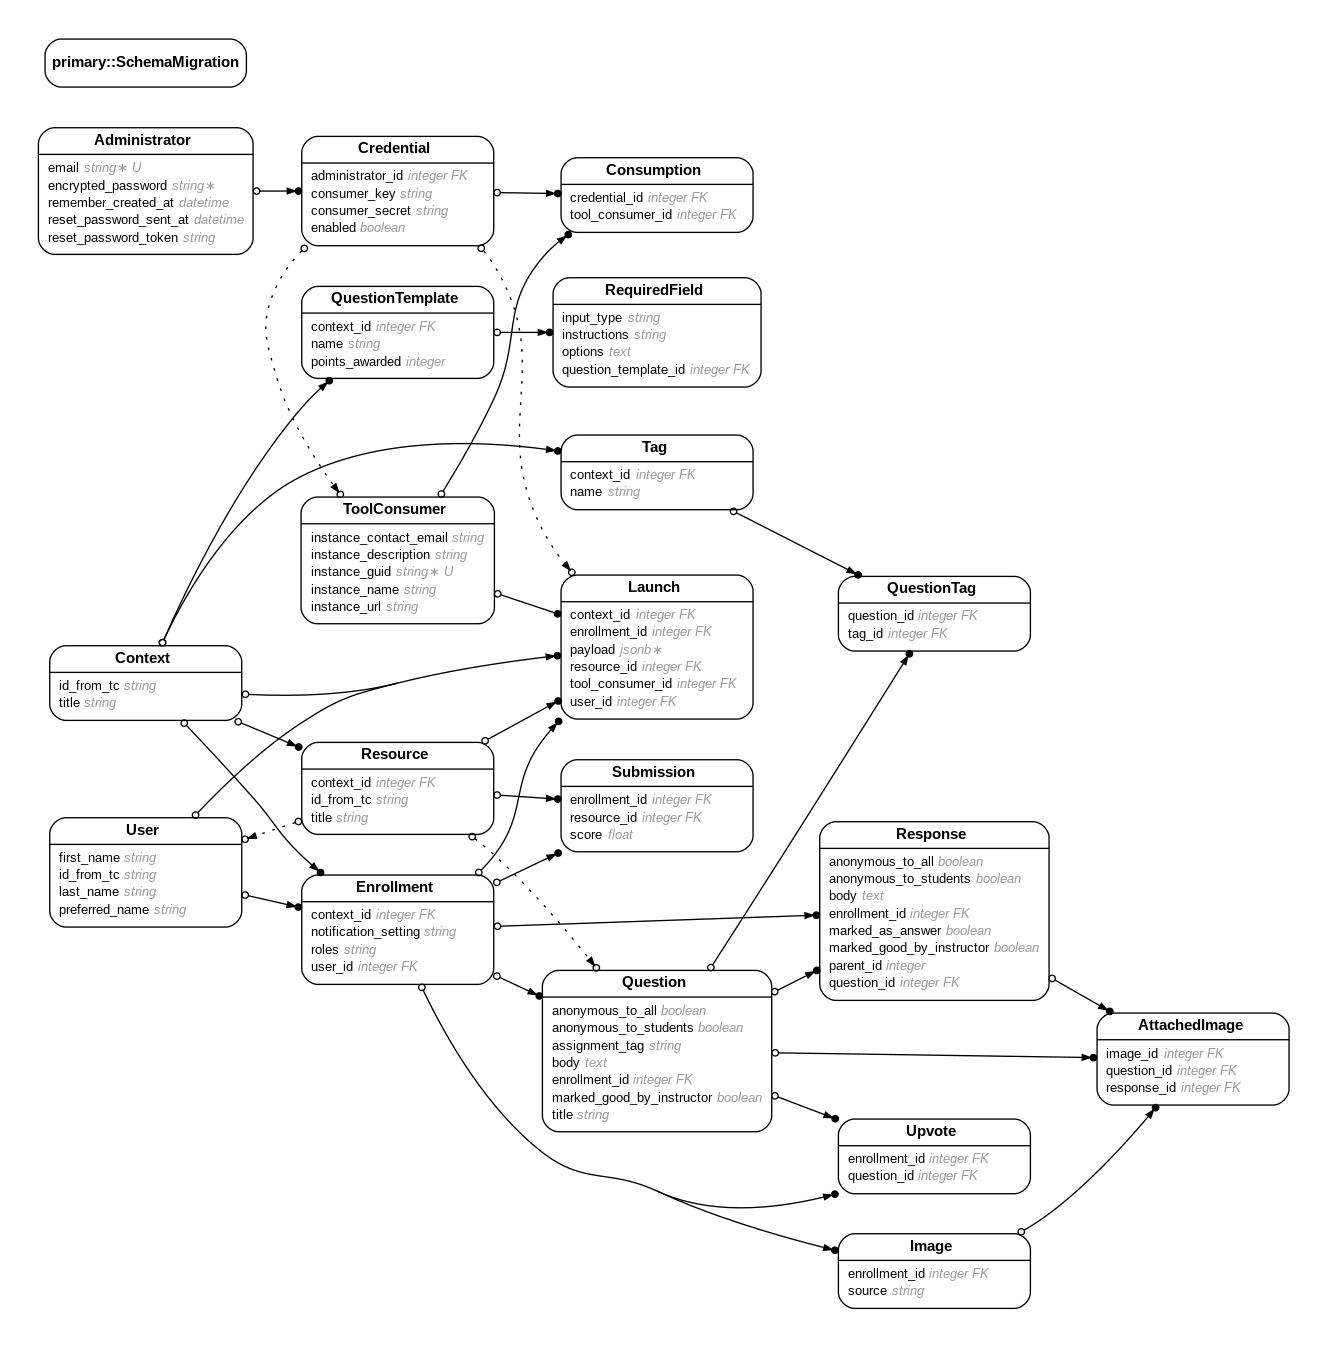 primary::SchemaMigration
Administrator
email string∗ U
encrypted_password string∗
remember_created_at datetime
reset_password_sent_at datetime
reset_password_token string
Credential
administrator_id integer FK
consumer_key string
consumer_secret string
enabled boolean
Consumption
credential_id integer FK
tool_consumer_id integer FK
QuestionTemplate
context_id integer FK
name string
points_awarded integer
RequiredField
input_type string
instructions string
options text
question_template_id integer FK
Tag
context_id integer FK
name string
ToolConsumer
instance_contact_email string
instance_description string
instance_guid string∗ U
instance_name string
instance_url string
Launch
context_id integer FK
enrollment_id integer FK
payload jsonb∗
resource_id integer FK
tool_consumer_id integer FK
user_id integer FK
QuestionTag
question_id integer FK
tag_id integer FK
Context
id_from_tc string
title string
Resource
context_id integer FK
id_from_tc string
title string
Submission
enrollment_id integer FK
resource_id integer FK
score float
User
first_name string
id_from_tc string
last_name string
preferred_name string
Enrollment
context_id integer FK
notification_setting string
roles string
user_id integer FK
Response
anonymous_to_all boolean
anonymous_to_students boolean
body text
enrollment_id integer FK
marked_as_answer boolean
marked_good_by_instructor boolean
parent_id integer
question_id integer FK
Question
anonymous_to_all boolean
anonymous_to_students boolean
assignment_tag string
body text
enrollment_id integer FK
marked_good_by_instructor boolean
title string
AttachedImage
image_id integer FK
question_id integer FK
response_id integer FK
Upvote
enrollment_id integer FK
question_id integer FK
Image
enrollment_id integer FK
source string